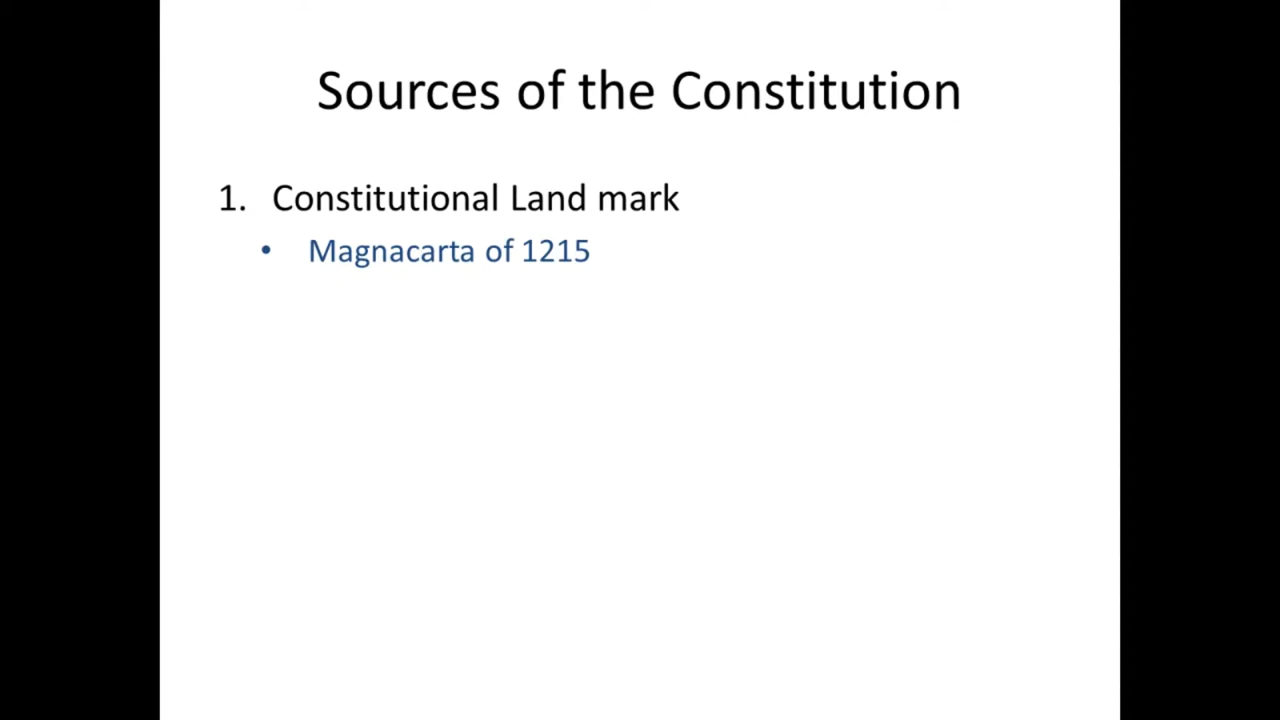 Sources of the Constitution
1. Constitutional Land mark
• Magnacarta of 1215